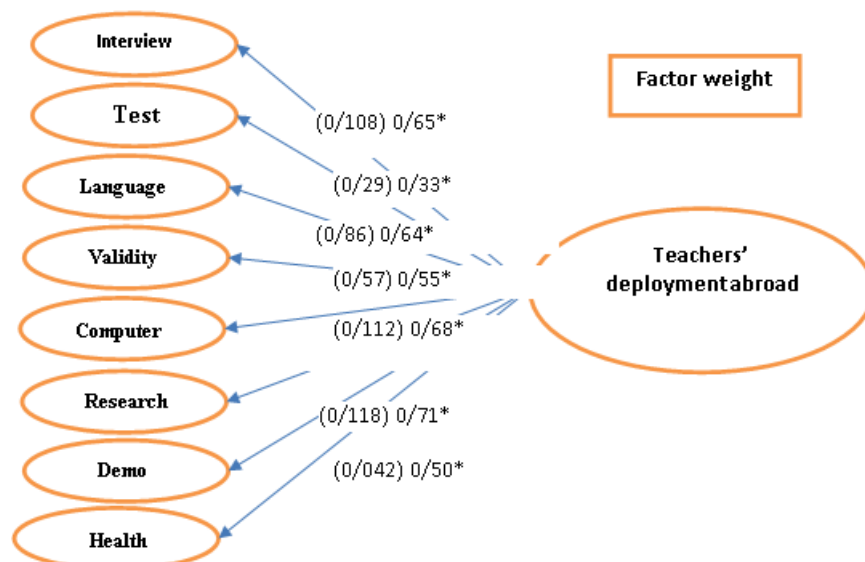 Interview
Factor weight
Test
(0/108) 0/65*
Language
(0/29) 0/33*
(0/86) 0/64*
Validity
Teachers'
deploymentabroad
(0/57) 0/55*
Computer
(0/112) 0/68*
Research
(0/118) 0/71*
Demo
(0/042) 0/50*
Health